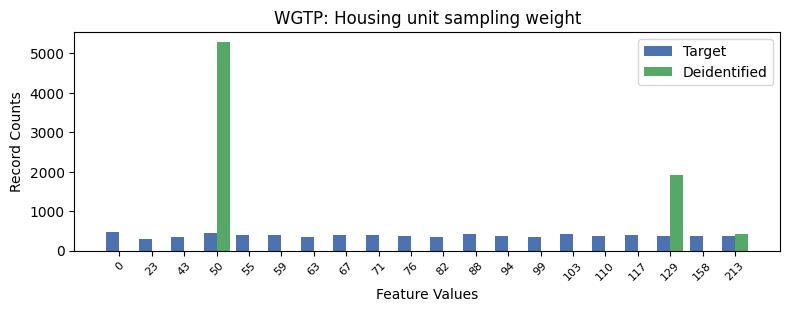 WGTP: Housing unit sampling weight
Target
Deidentified
Record Counts
5000
4000
3000
2000
1000
0
0 23 43 50 55 59 63 67 71 76 82 88 94 99 103 110 117 129 158 213
Feature Values